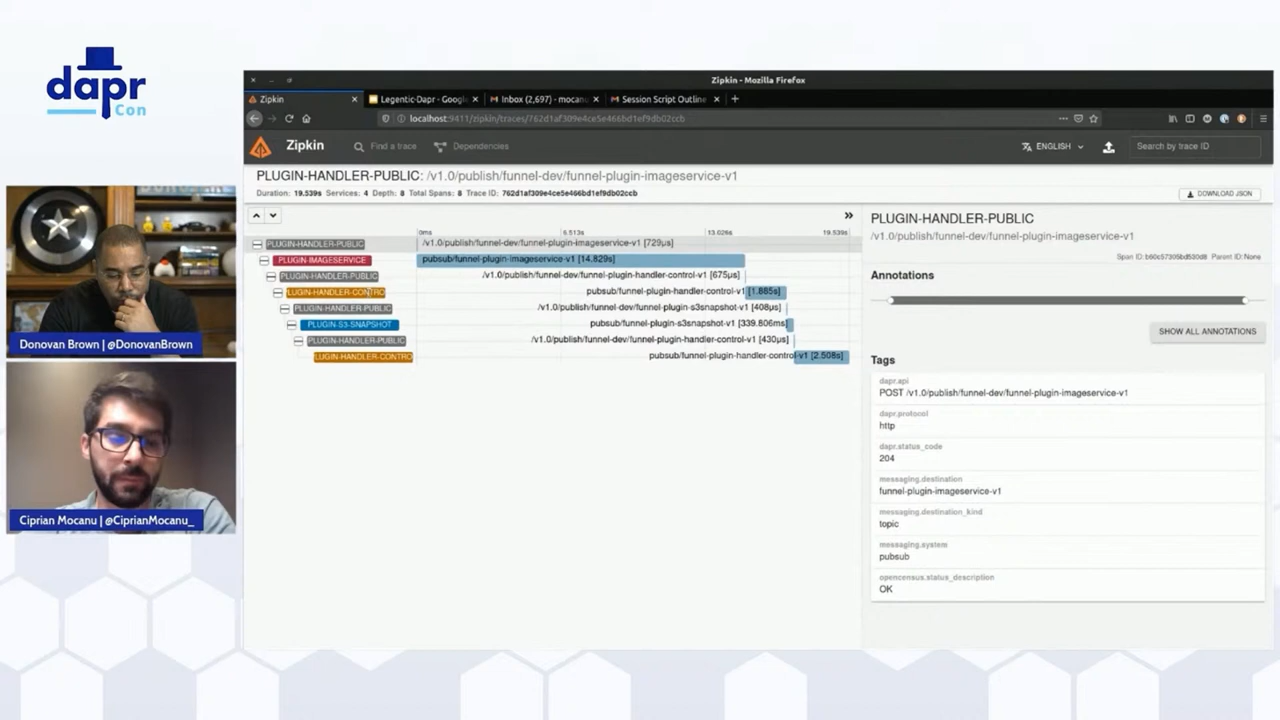 dapr
Con
Donovan Brown | @DonovanBrown
Ciprian Mocanu | @CiprianMocanu_
Zipkin - Mozilla Firefox
Zipkin
Legentic-Dapr - Google
Inbox (2,697) - mocanu
Session Script Outline
localhost:9411/zipkin/traces/762d1af309e4ce5e466bd1ef9db02ccb
Zipkin
Find a trace
Dependencies
ENGLISH
Search by trace ID
PLUGIN-HANDLER-PUBLIC: /v1.0/publish/funnel-dev/funnel-plugin-imageservice-v1
Duration: 19.539s Services: 4 Depth: 8 Total Spans: 8 Trace ID: 762d1af309e4ce5e466bd1ef9db02ccb
DOWNLOAD JSON
0ms 6.513s 13.026s 19.539s
PLUGIN-HANDLER-PUBLIC /v1.0/publish/funnel-dev/funnel-plugin-imageservice-v1 [729µs]
PLUGIN-IMAGESERVICE pubsub/funnel-plugin-imageservice-v1 [14.829s]
PLUGIN-HANDLER-PUBLIC /v1.0/publish/funnel-dev/funnel-plugin-handler-control-v1 [675µs]
LUGIN-HANDLER-CONTRO pubsub/funnel-plugin-handler-control-v1 [1.885s]
PLUGIN-HANDLER-PUBLIC /v1.0/publish/funnel-dev/funnel-plugin-s3snapshot-v1 [408µs]
PLUGIN-S3-SNAPSHOT pubsub/funnel-plugin-s3snapshot-v1 [339.806ms]
PLUGIN-HANDLER-PUBLIC /v1.0/publish/funnel-dev/funnel-plugin-handler-control-v1 [430µs]
LUGIN-HANDLER-CONTRO pubsub/funnel-plugin-handler-control-v1 [2.508s]
PLUGIN-HANDLER-PUBLIC
/v1.0/publish/funnel-dev/funnel-plugin-imageservice-v1
Span ID: b60c57305bd530d8 Parent ID: None
Annotations
SHOW ALL ANNOTATIONS
Tags
dapr.api
POST /v1.0/publish/funnel-dev/funnel-plugin-imageservice-v1
dapr.protocol
http
dapr.status_code
204
messaging.destination
funnel-plugin-imageservice-v1
messaging.destination_kind
topic
messaging.system
pubsub
opencensus.status_description
OK